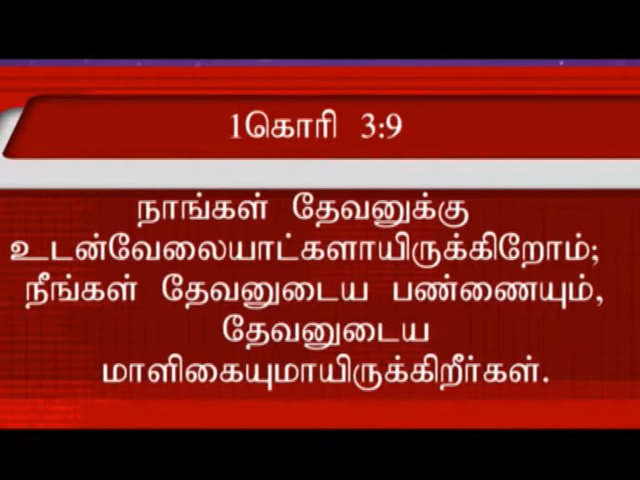 1கொரி 3:9
நாங்கள் தேவனுக்கு
உடன்வேலையாட்களாயிருக்கிறோம்;
நீங்கள் தேவனுடைய பண்ணையும்,
தேவனுடைய
மாளிகையுமாயிருக்கிறீர்கள்.